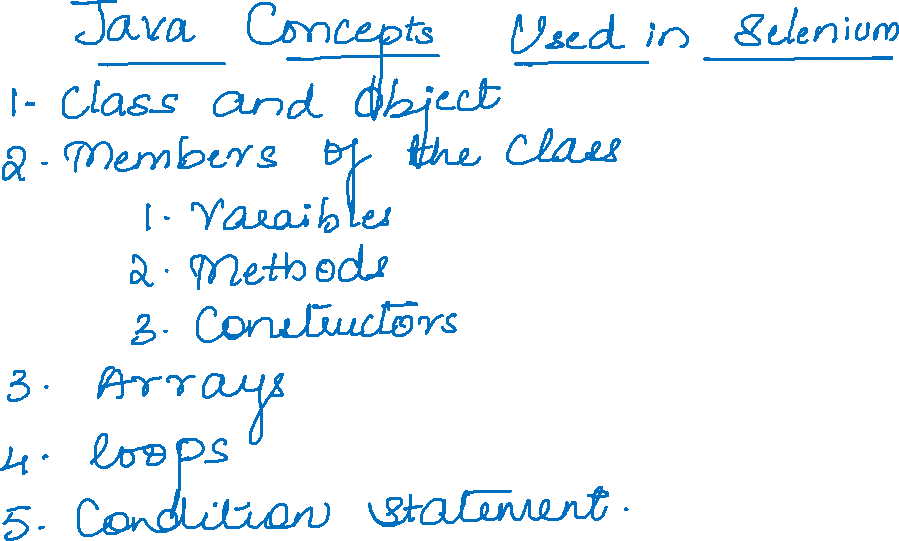 Java Concepts Used in Selenium
1- Class and Object
2. Members of the Class
1. Varaibles
2. Methods
3. Constructors
3. Arrays
4. loops
5. Condition statement.